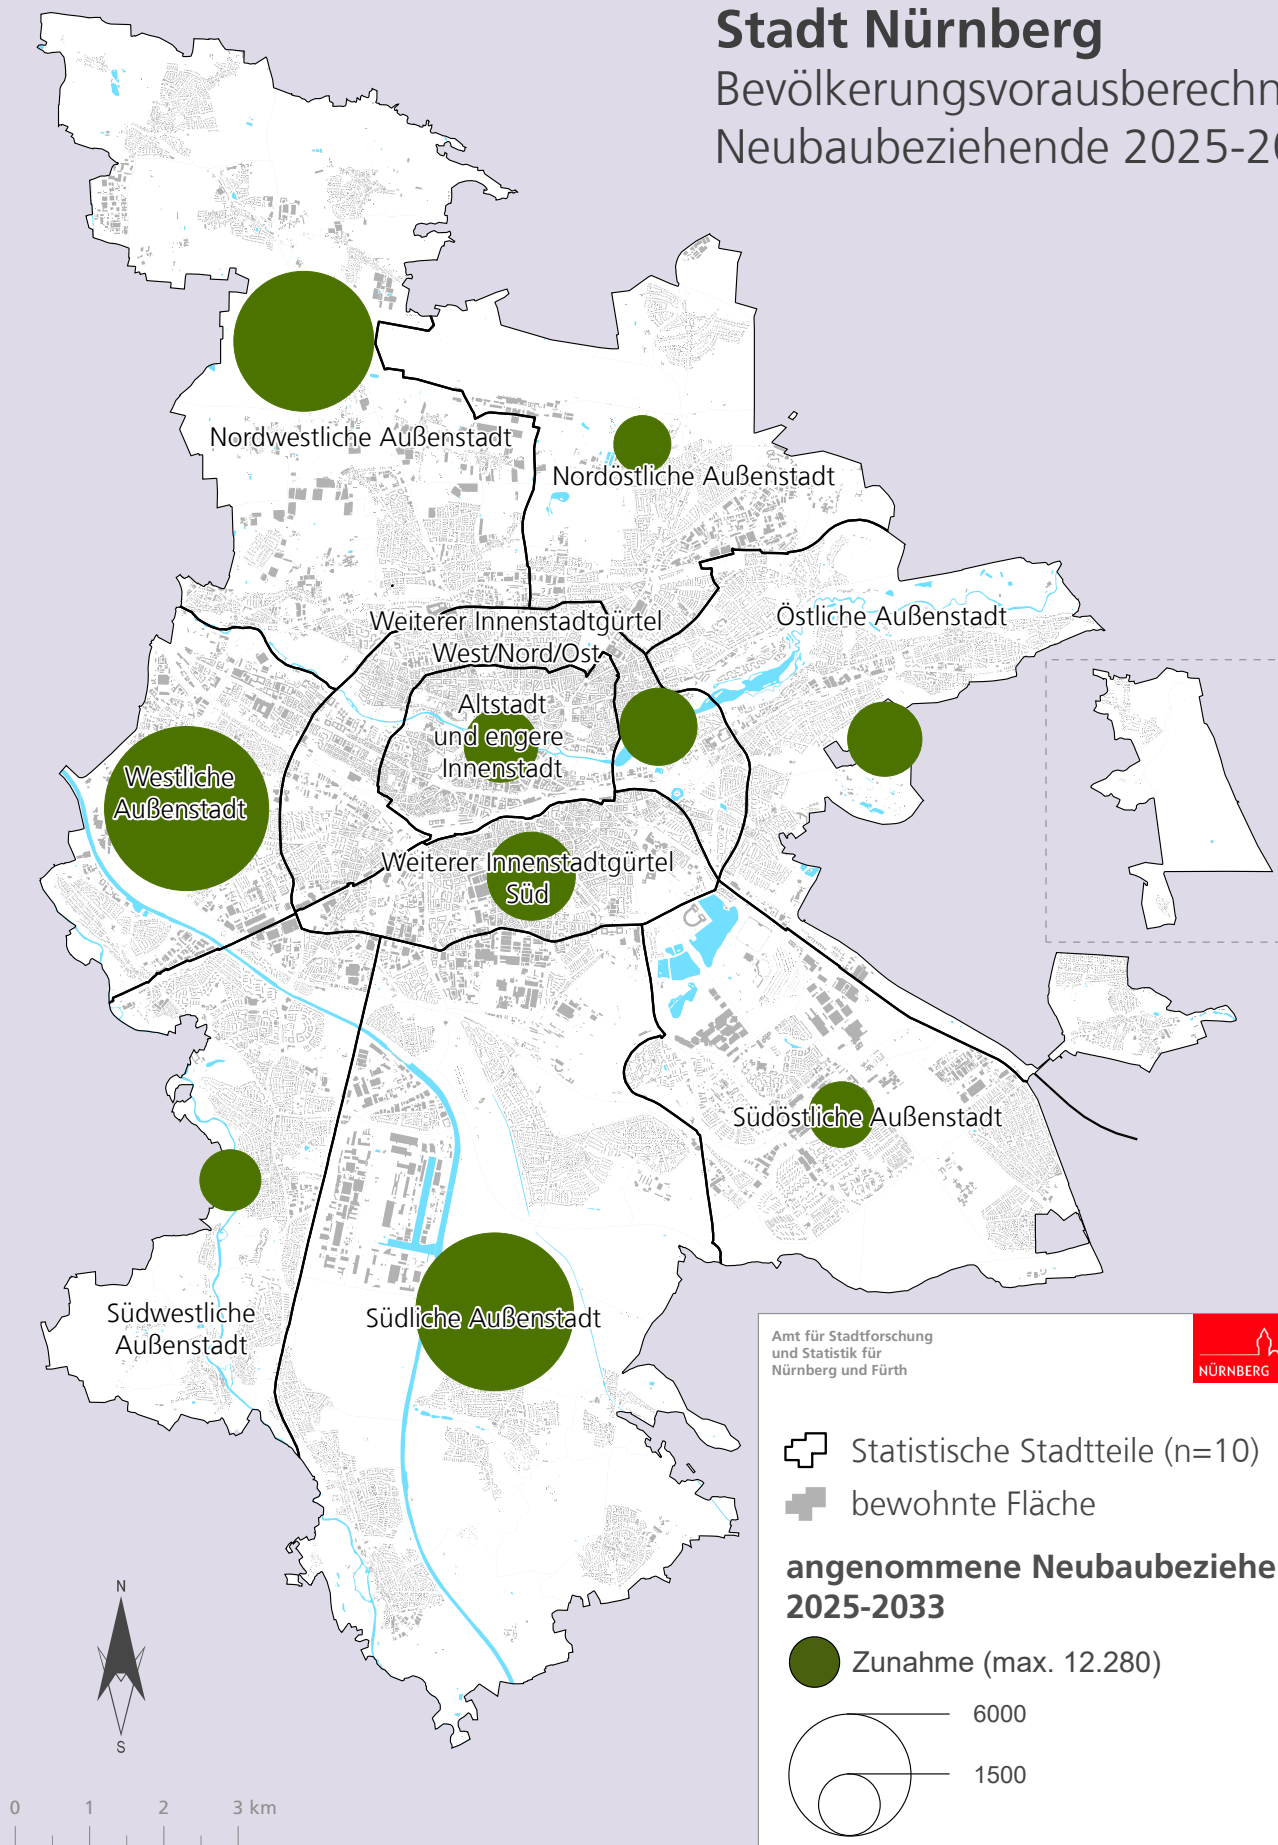 Stadt Nürnberg
Bevölkerungsvorausberechn
Neubaubeziehende 2025-20
Nordwestliche Außenstadt
Nordöstliche Außenstadt
Weiterer Innenstadtgürtel
West/Nord/Ost
Östliche Außenstadt
Altstadt
und engere
Innenstadt
Westliche
Außenstadt
Weiterer Innenstadtgürtel
Süd
Südöstliche Außenstadt
Südwestliche
Außenstadt
Südliche Außenstadt
Amt für Stadtforschung
und Statistik für
Nürnberg und Fürth
NÜRNBERG
Statistische Stadtteile (n=10)
bewohnte Fläche
angenommene Neubaubeziehe
2025-2033
Zunahme (max. 12.280)
6000
1500
N
S
0 1 2 3 km